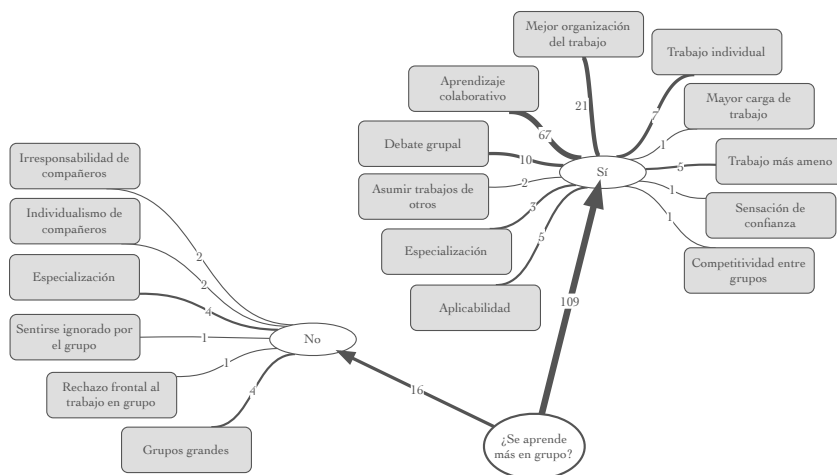 Mejor organización
del trabajo
Trabajo individual
Aprendizaje
colaborativo
21
7
Mayor carga de
trabajo
67
1
Debate grupal
10
5
Trabajo más ameno
Sí
Asumir trabajos de
otros
2
1
Sensación de
confianza
3
1
Especialización
5
Competitividad entre
grupos
Aplicabilidad
109
Irresponsabilidad de
compañeros
Individualismo de
compañeros
2
2
Especialización
4
Sentirse ignorado por
el grupo
1
No
1
Rechazo frontal al
trabajo en grupo
4
16
Grupos grandes
¿Se aprende
más en grupo?